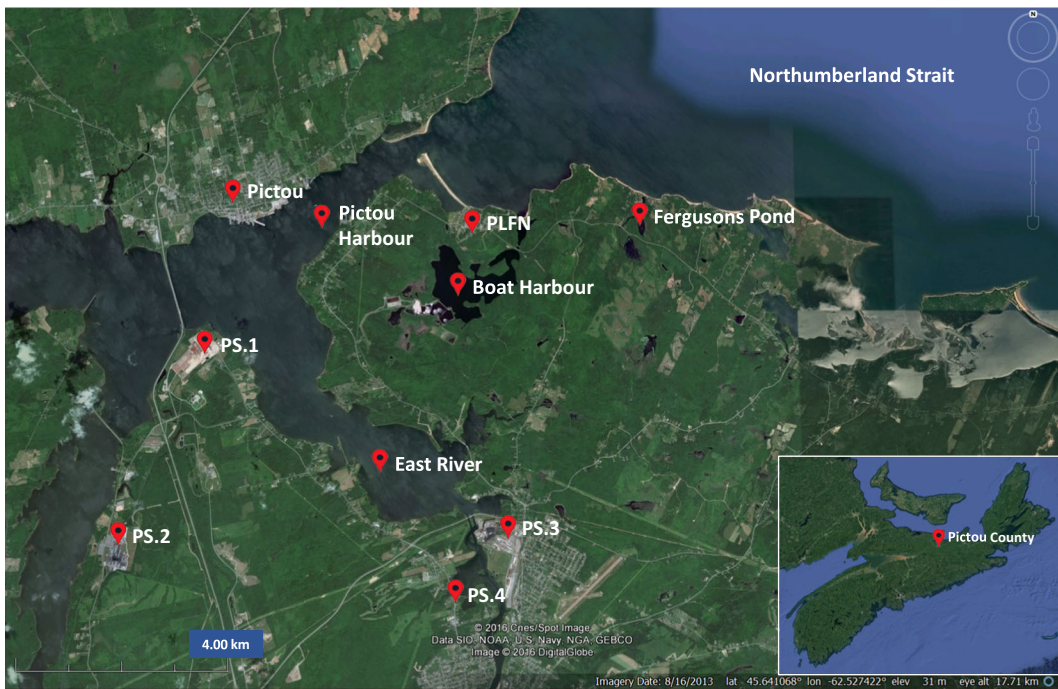 N
Northumberland Strait
Pictou
Pictou
Harbour
PLFN
Fergusons Pond
Boat Harbour
PS.1
East River
PS.2
PS.3
PS.4
Pictou County
4.00 km
© 2016 Cnes/Spot Image
Data SIO, NOAA, U.S. Navy, NGA, GEBCO
Image © 2016 DigitalGlobe
Imagery Date: 8/16/2013 lat 45.641068° lon -62.527422° elev 31 m eye alt 17.71 km